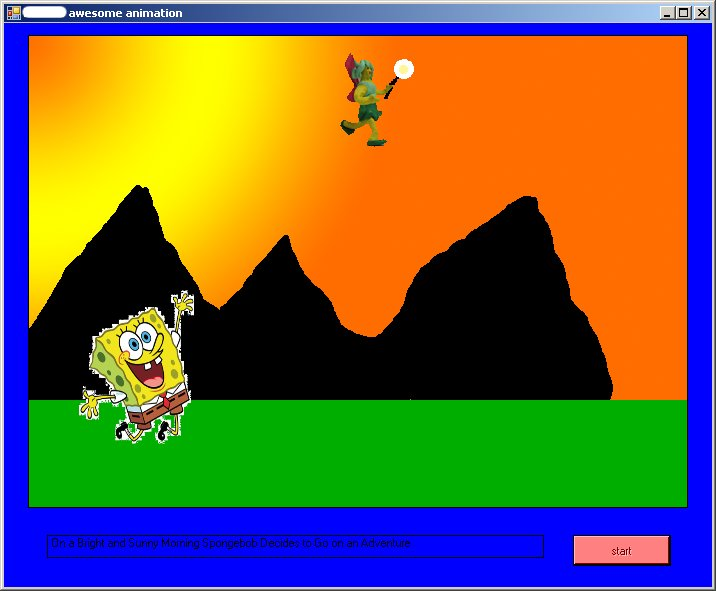 awesome animation
On a Bright and Sunny Morning Spongebob Decides to Go on an Adventure
start